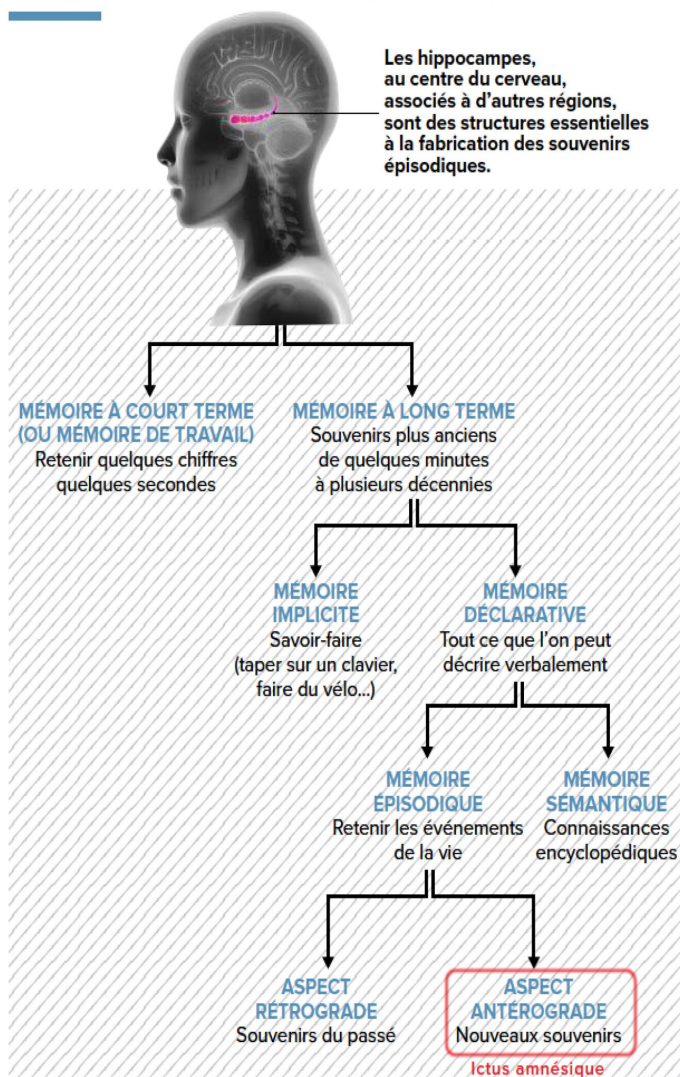 Les hippocampes,
au centre du cerveau,
associés à d'autres régions,
sont des structures essentielles
à la fabrication des souvenirs
épisodiques.
MÉMOIRE À COURT TERME
(OU MÉMOIRE DE TRAVAIL)
Retenir quelques chiffres
quelques secondes
MÉMOIRE À LONG TERME
Souvenirs plus anciens
de quelques minutes
à plusieurs décennies
MÉMOIRE
IMPLICITE
Savoir-faire
(taper sur un clavier,
faire du vélo...)
MÉMOIRE
DÉCLARATIVE
Tout ce que l'on peut
décrire verbalement
MÉMOIRE
ÉPISODIQUE
Retenir les événements
de la vie
MÉMOIRE
SÉMANTIQUE
Connaissances
encyclopédiques
ASPECT
RÉTROGRADE
Souvenirs du passé
ASPECT
ANTÉROGRADE
Nouveaux souvenirs
Ictus amnésique